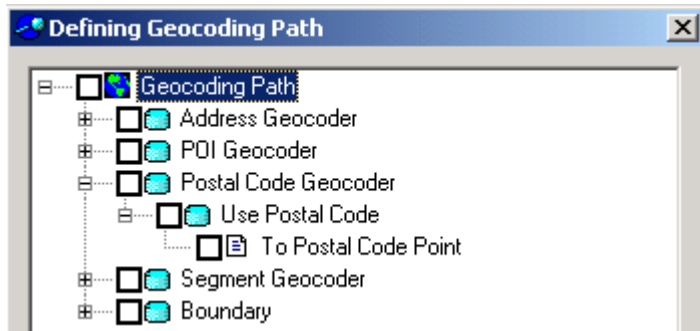 Defining Geocoding Path
Geocoding Path
Address Geocoder
POI Geocoder
Postal Code Geocoder
Use Postal Code
To Postal Code Point
Segment Geocoder
Boundary